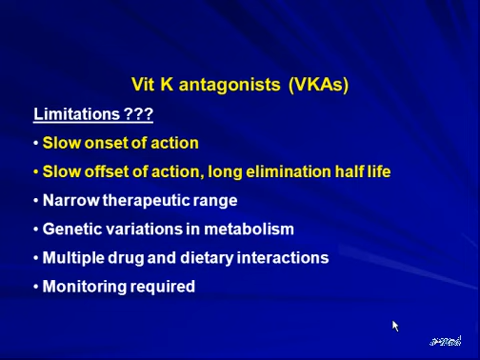 Vit K antagonists (VKAs)
Limitations ???
• Slow onset of action
• Slow offset of action, long elimination half life
• Narrow therapeutic range
• Genetic variations in metabolism
• Multiple drug and dietary interactions
• Monitoring required